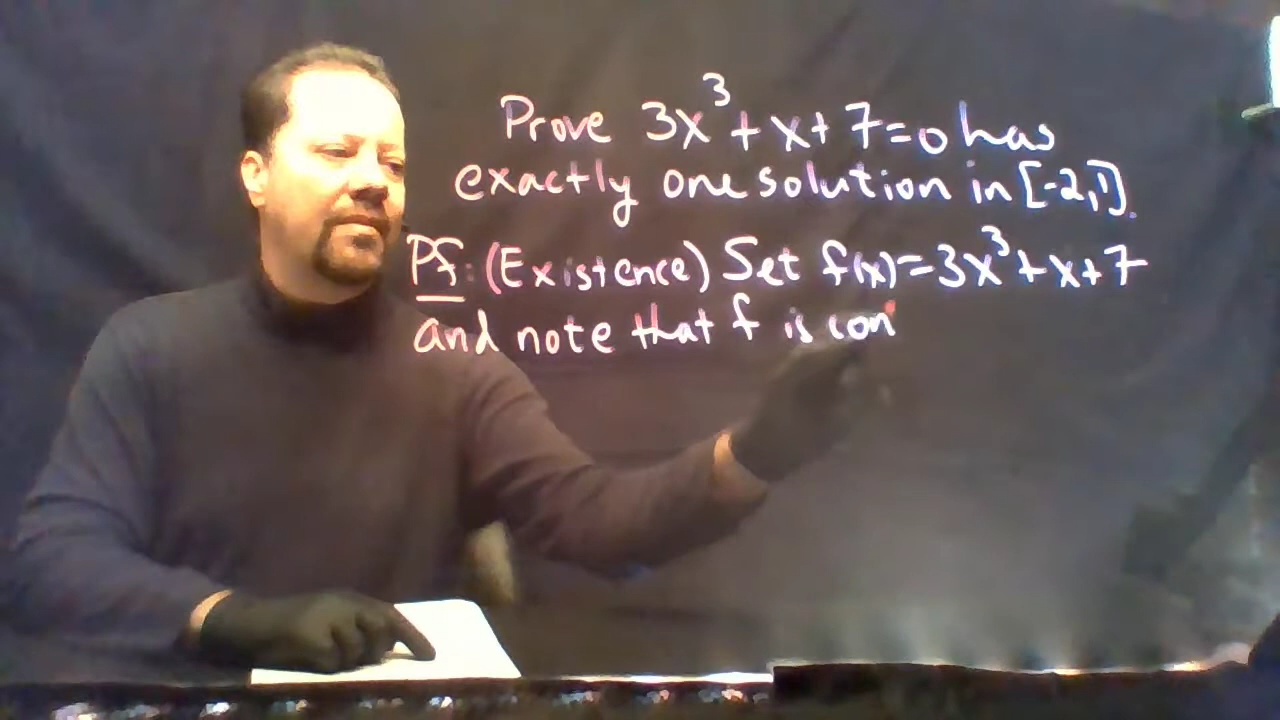 Prove 3x³+x+7=0 has
exactly one solution in [-2,1].
Pf: (Existence) Set f(x)=3x³+x+7
and note that f is con